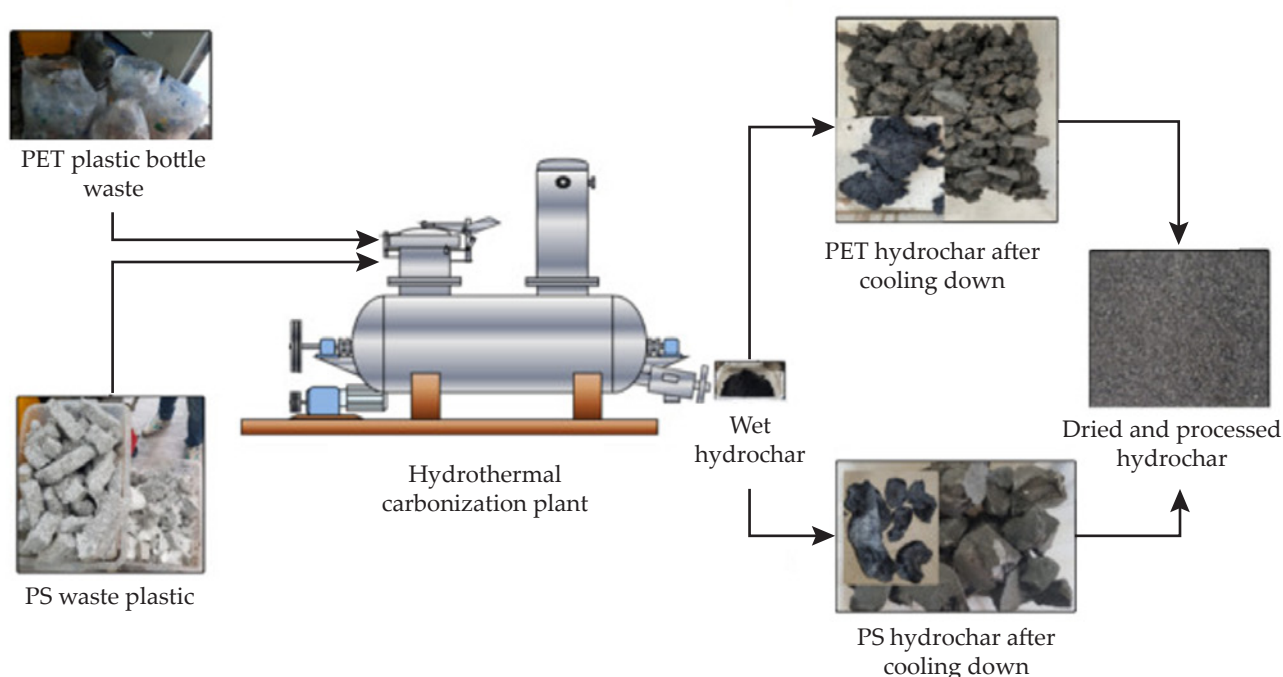 PET plastic bottle
waste
PS waste plastic
Hydrothermal
carbonization plant
Wet
hydrochar
PET hydrochar after
cooling down
PS hydrochar after
cooling down
Dried and processed
hydrochar